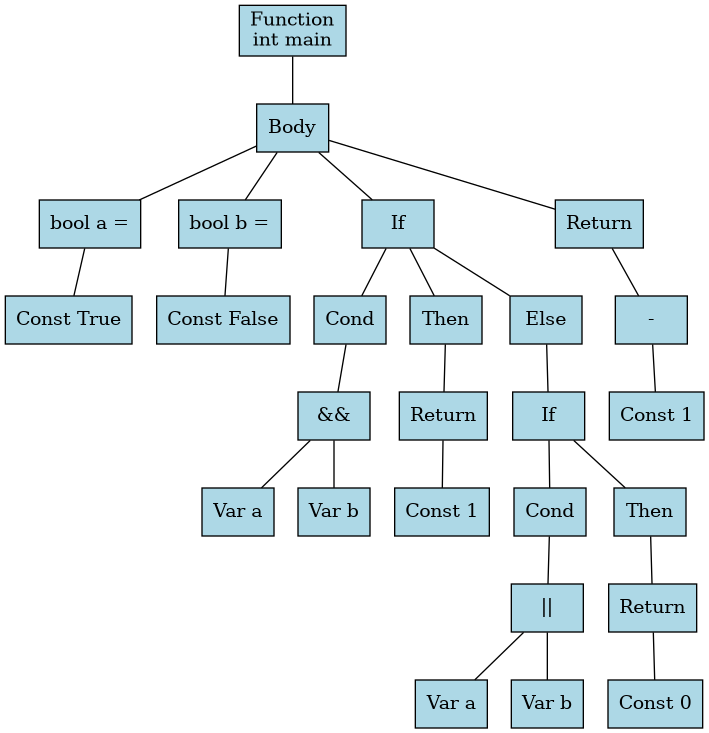 Function
int main
Body
bool a =
bool b =
If
Return
Const True
Const False
Cond
Then
Else
-
&&
Return
If
Const 1
Var a
Var b
Const 1
Cond
Then
||
Return
Var a
Var b
Const 0